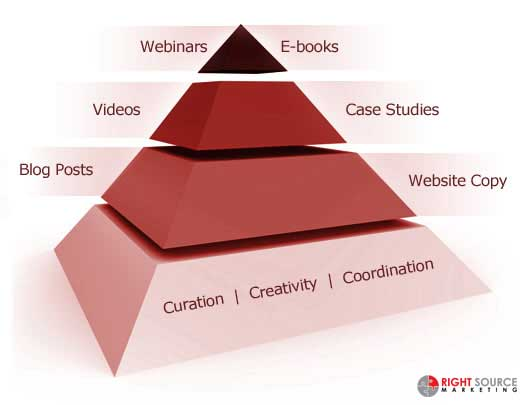 Webinars E-books
Videos Case Studies
Blog Posts
Website Copy
Curation | Creativity | Coordination
RIGHT SOURCE
MARKETING